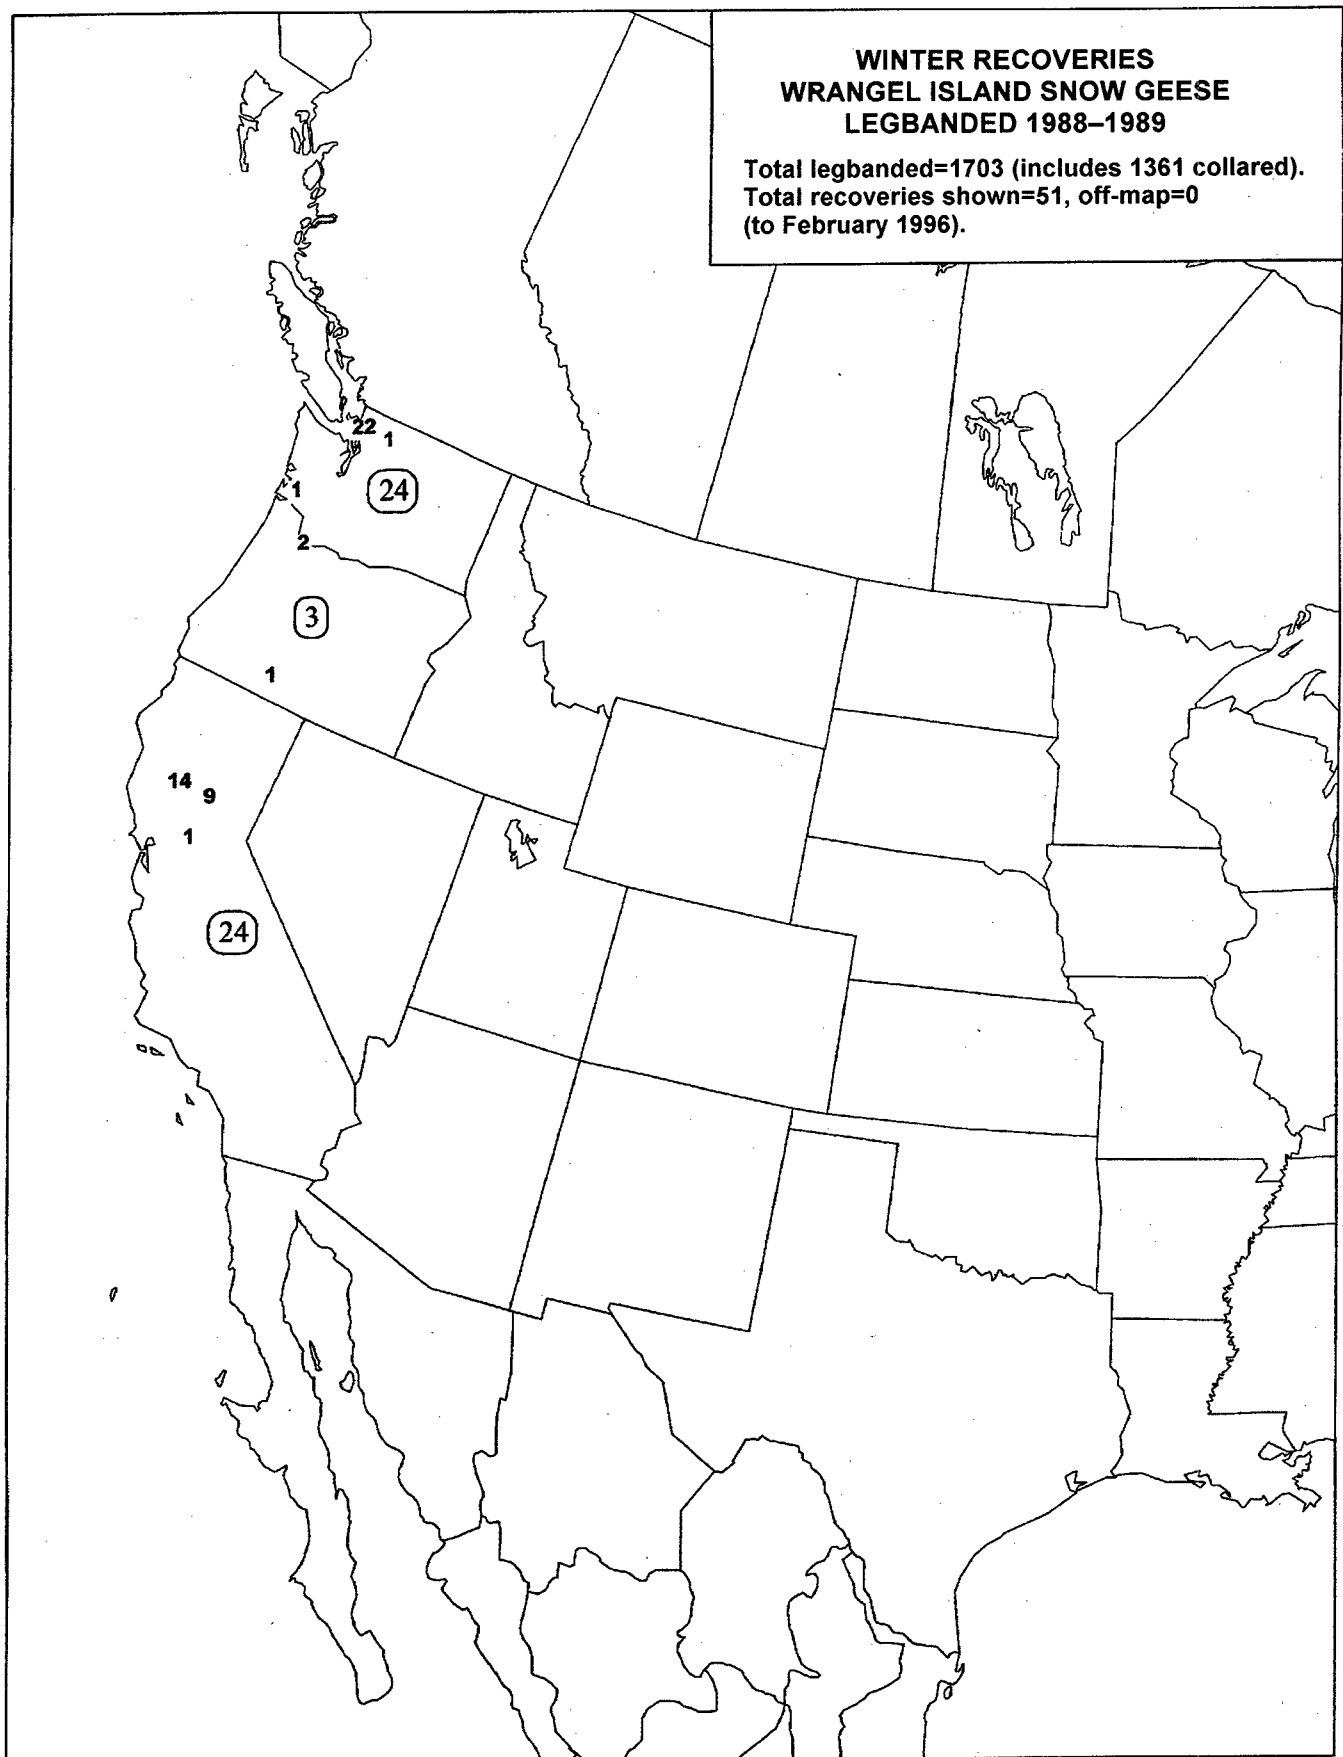 WINTER RECOVERIES
WRANGEL ISLAND SNOW GEESE
LEGBANDED 1988–1989
Total legbanded=1703 (includes 1361 collared).
Total recoveries shown=51, off-map=0
(to February 1996).
22
1
24
1
2
3
1
14
9
1
24